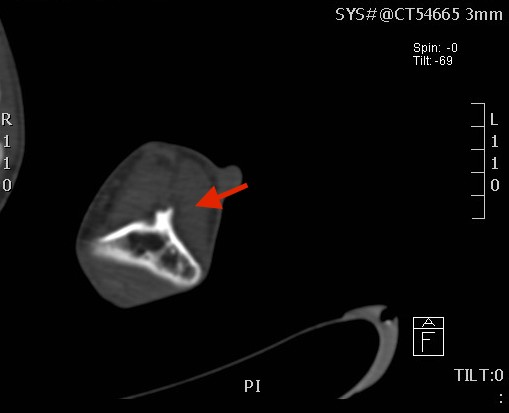 SYS#@CT54665 3mm
Spin: -0
Tilt: -69
R
1
1
0
L
1
1
0
A
F
PI
TILT:0
: